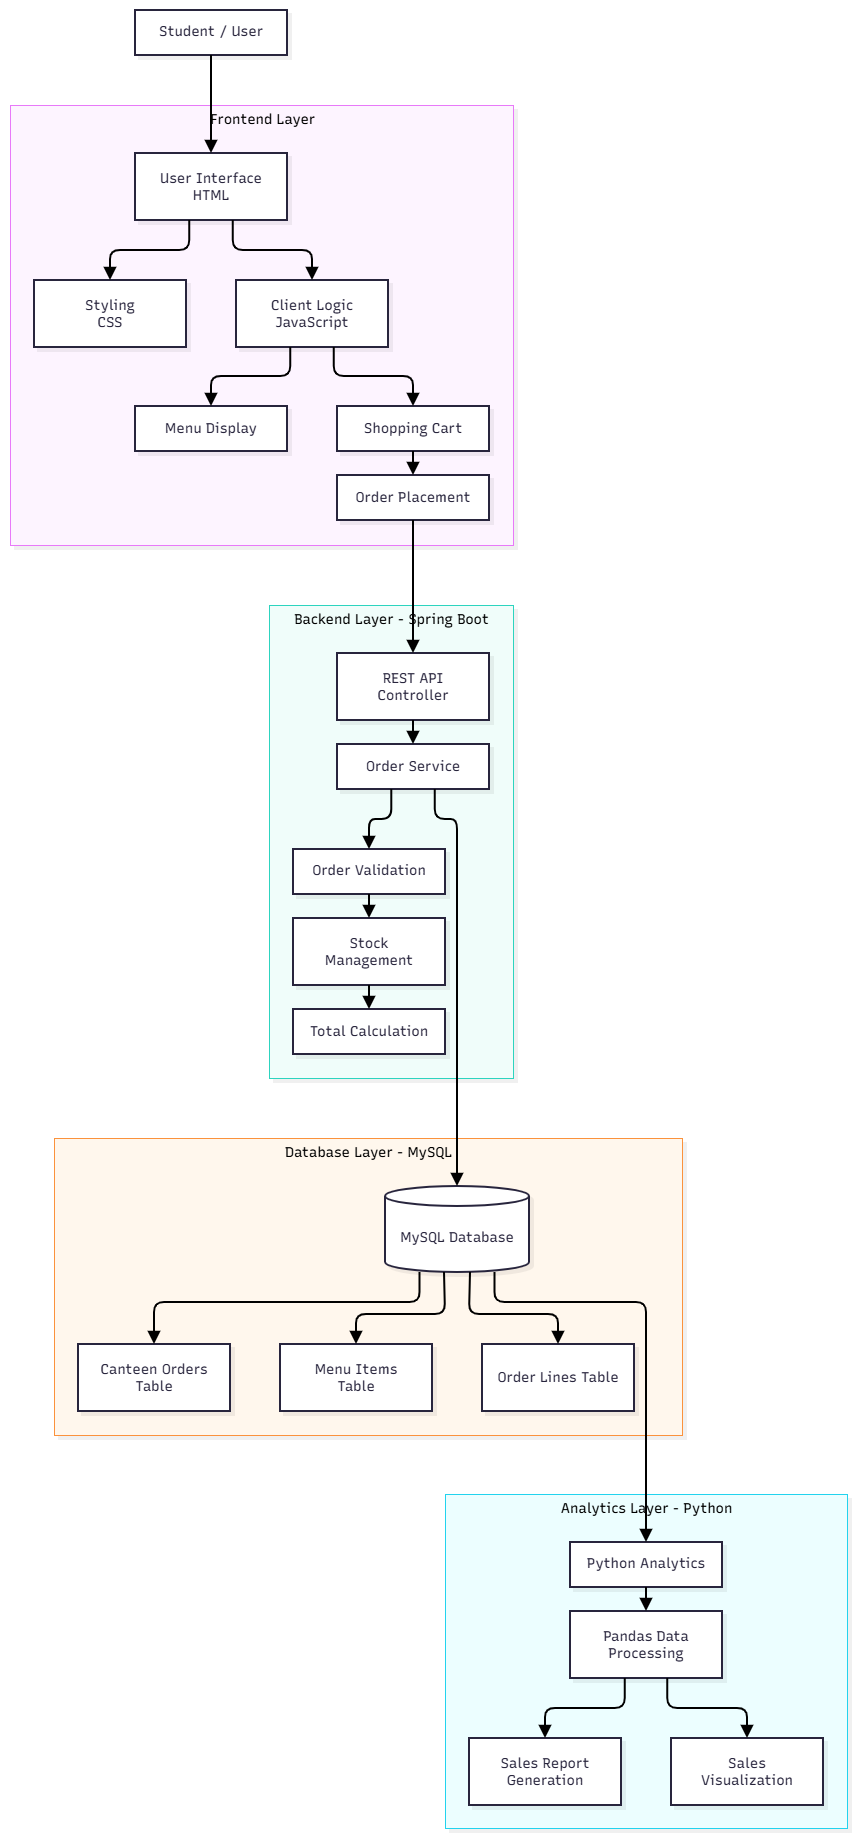 Student / User
Frontend Layer
User Interface
HTML
Styling
CSS
Client Logic
JavaScript
Menu Display
Shopping Cart
Order Placement
Backend Layer - Spring Boot
REST API
Controller
Order Service
Order Validation
Stock
Management
Total Calculation
Database Layer - MySQL
MySQL Database
Canteen Orders
Table
Menu Items
Table
Order Lines Table
Analytics Layer - Python
Python Analytics
Pandas Data
Processing
Sales Report
Generation
Sales
Visualization